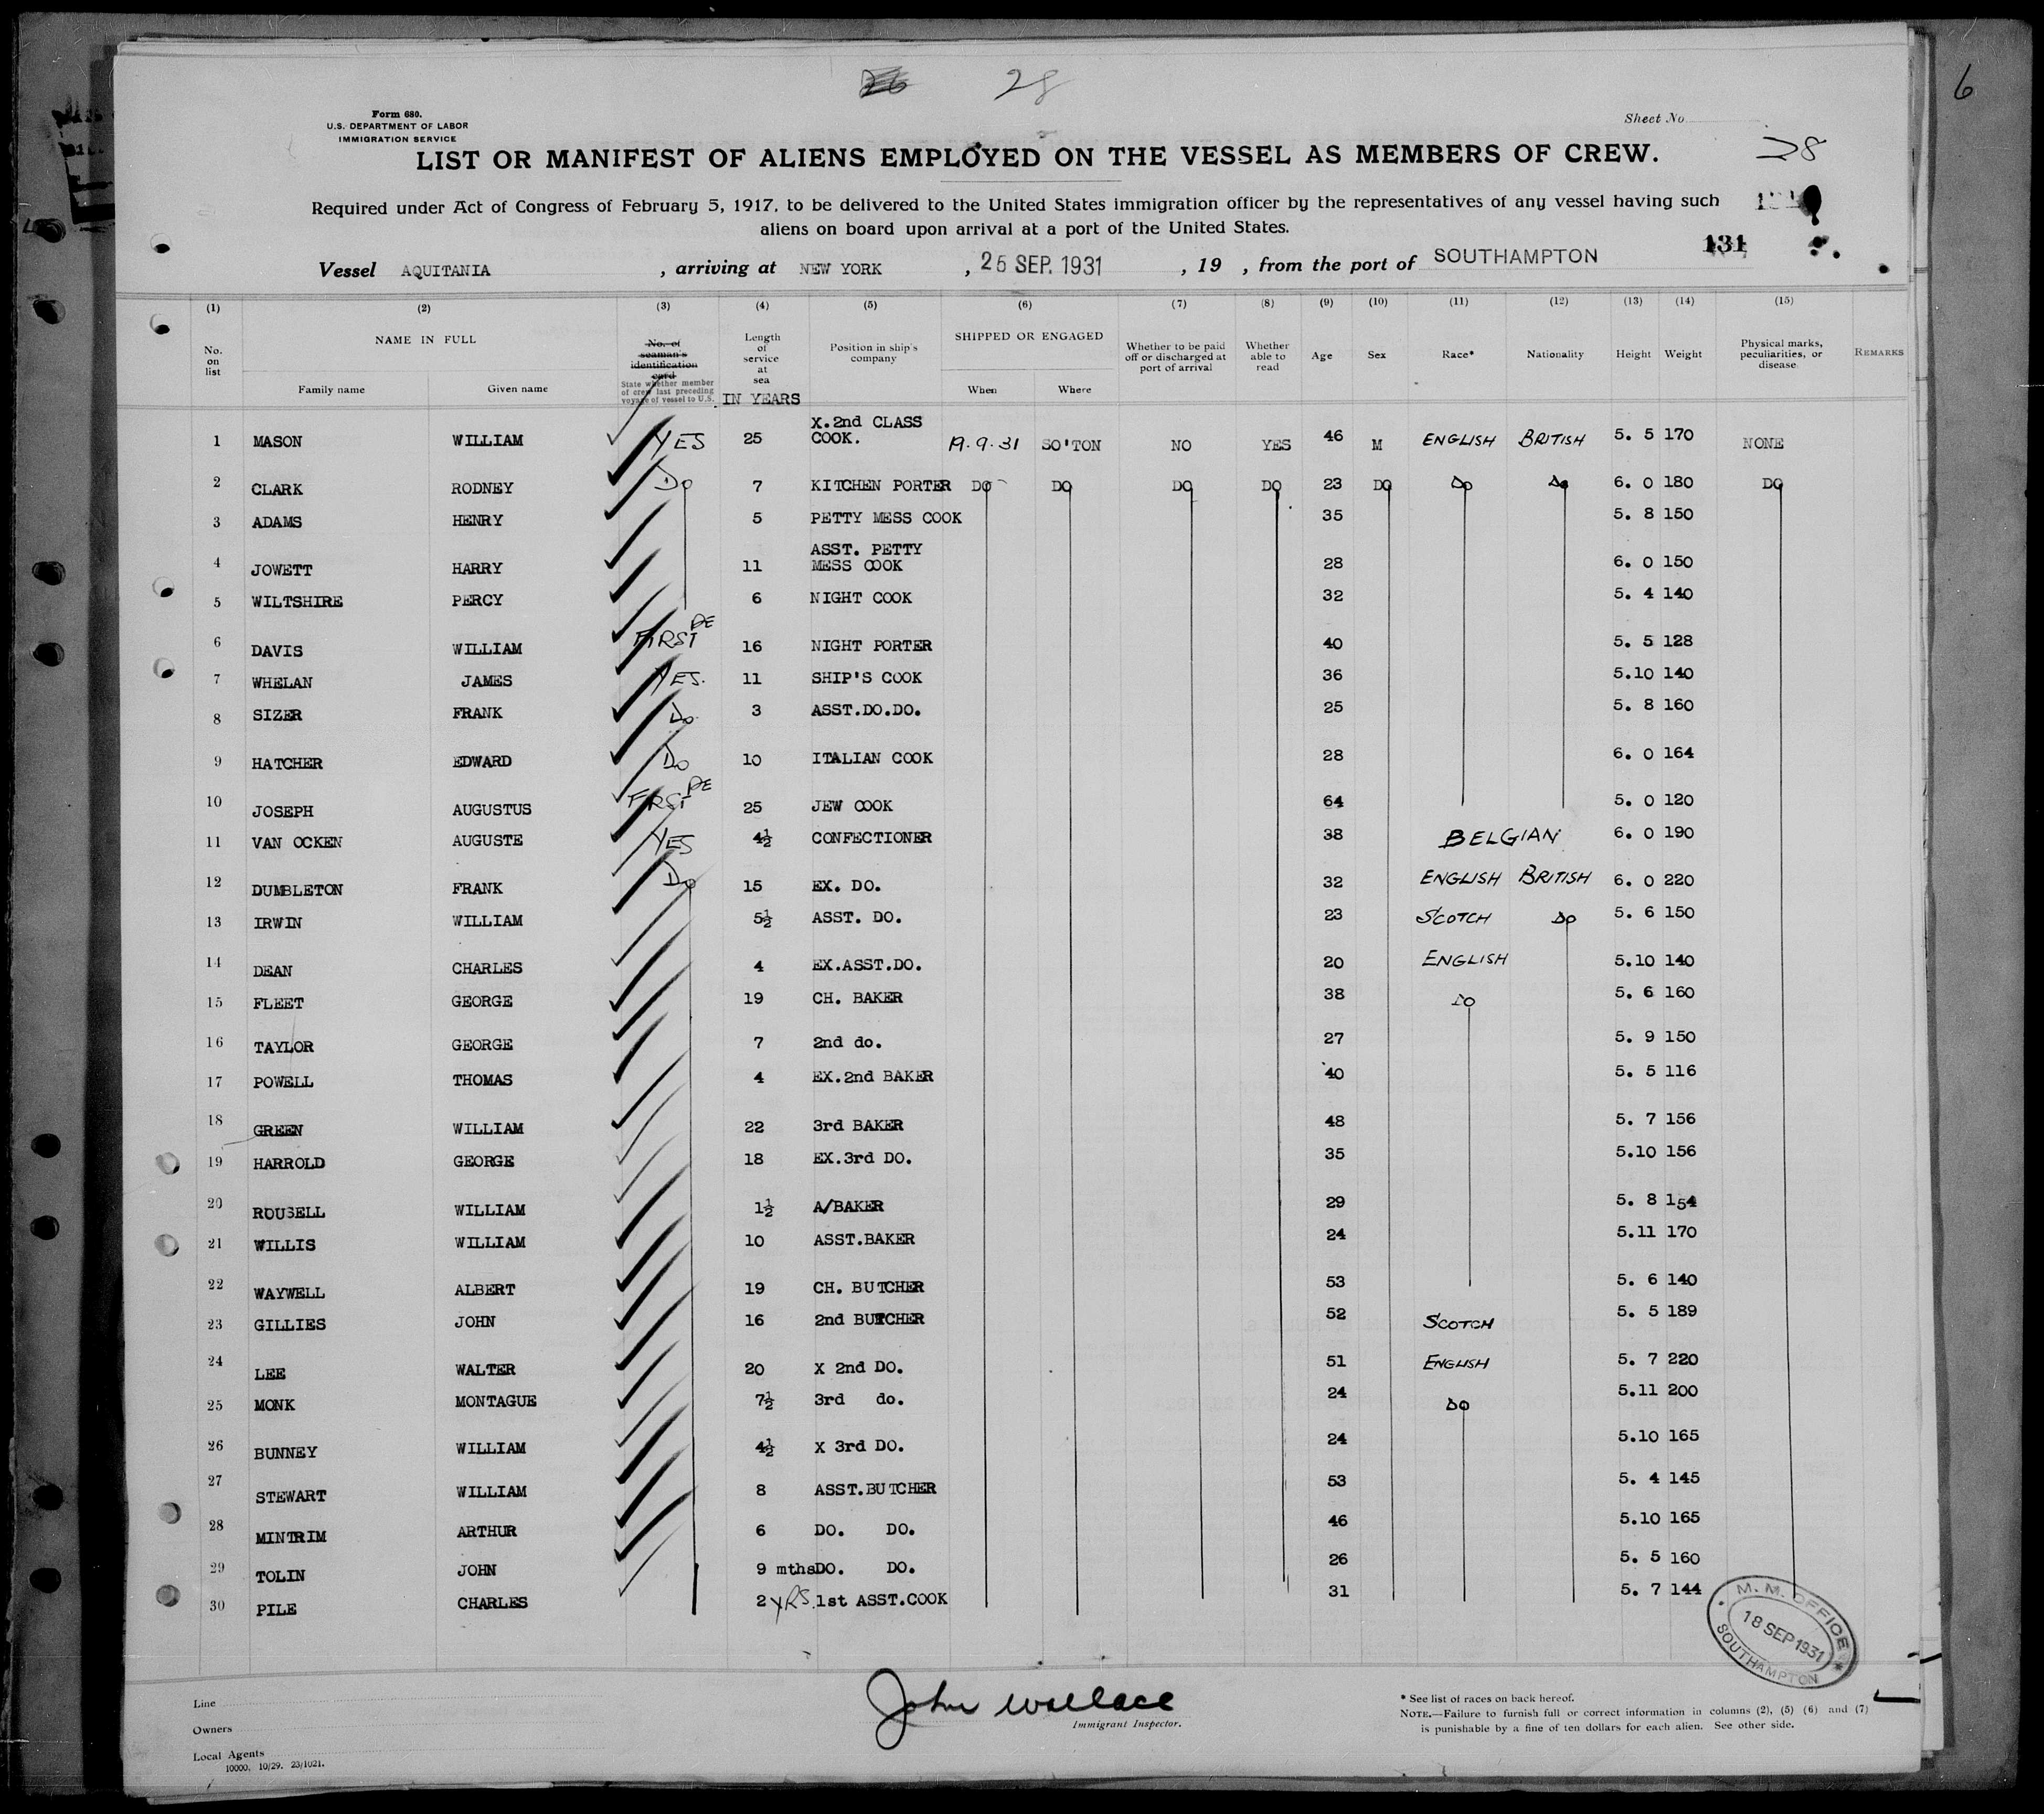 28
6
Form 680.
U.S. DEPARTMENT OF LABOR
IMMIGRATION SERVICE
Sheet No.
28
LIST OR MANIFEST OF ALIENS EMPLOYED ON THE VESSEL AS MEMBERS OF CREW.
Required under Act of Congress of February 5, 1917, to be delivered to the United States immigration officer by the representatives of any vessel having such
aliens on board upon arrival at a port of the United States.
131
Vessel AQUITANIA , arriving at NEW YORK , 25 SEP. 1931 , 19 , from the port of SOUTHAMPTON
(1) (2) (3) (4) (5) (6) (7) (8) (9) (10) (11) (12) (13) (14) (15)
No. on list
NAME IN FULL
Family name Given name
No. of seaman's identification card
State whether member of crew last preceding voyage of vessel to U.S.
Length of service at sea
IN YEARS
Position in ship's company
SHIPPED OR ENGAGED
When Where
Whether to be paid off or discharged at port of arrival
Whether able to read
Age Sex Race* Nationality Height Weight
Physical marks, peculiarities, or disease
REMARKS
1 MASON WILLIAM YES 25 X.2nd CLASS COOK. 19.9.31 SO'TON NO YES 46 M ENGLISH BRITISH 5. 5 170 NONE
2 CLARK RODNEY Do 7 KITCHEN PORTER DO DO DO DO 23 DO Do Do 6. 0 180 DO
3 ADAMS HENRY 5 PETTY MESS COOK 35 5. 8 150
4 JOWETT HARRY 11 ASST. PETTY MESS COOK 28 6. 0 150
5 WILTSHIRE PERCY 6 NIGHT COOK 32 5. 4 140
6 DAVIS WILLIAM FIRST 16 NIGHT PORTER 40 5. 5 128
7 WHELAN JAMES YES. 11 SHIP'S COOK 36 5.10 140
8 SIZER FRANK Do. 3 ASST.DO.DO. 25 5. 8 160
9 HATCHER EDWARD Do 10 ITALIAN COOK 28 6. 0 164
10 JOSEPH AUGUSTUS FIRST 25 JEW COOK 64 5. 0 120
11 VAN OCKEN AUGUSTE YES 4½ CONFECTIONER 38 BELGIAN 6. 0 190
12 DUMBLETON FRANK Do 15 EX. DO. 32 ENGLISH BRITISH 6. 0 220
13 IRWIN WILLIAM 5½ ASST. DO. 23 SCOTCH DO 5. 6 150
14 DEAN CHARLES 4 EX.ASST.DO. 20 ENGLISH 5.10 140
15 FLEET GEORGE 19 CH. BAKER 38 DO 5. 6 160
16 TAYLOR GEORGE 7 2nd do. 27 5. 9 150
17 POWELL THOMAS 4 EX.2nd BAKER 40 5. 5 116
18 GREEN WILLIAM 22 3rd BAKER 48 5. 7 156
19 HARROLD GEORGE 18 EX.3rd DO. 35 5.10 156
20 ROUSELL WILLIAM 1½ A/BAKER 29 5. 8 154
21 WILLIS WILLIAM 10 ASST.BAKER 24 5.11 170
22 WAYWELL ALBERT 19 CH. BUTCHER 53 5. 6 140
23 GILLIES JOHN 16 2nd BUTCHER 52 SCOTCH 5. 5 189
24 LEE WALTER 20 X 2nd DO. 51 ENGLISH 5. 7 220
25 MONK MONTAGUE 7½ 3rd do. 24 DO 5.11 200
26 BUNNEY WILLIAM 4½ X 3rd DO. 24 5.10 165
27 STEWART WILLIAM 8 ASST.BUTCHER 53 5. 4 145
28 MINTRIM ARTHUR 6 DO. DO. 46 5.10 165
29 TOLIN JOHN 9 mths DO. DO. 26 5. 5 160
30 PILE CHARLES 2 YRS. 1st ASST.COOK 31 5. 7 144
M. M. OFFICE
18 SEP 1931
SOUTHAMPTON
John Wallace
Immigrant Inspector.
Line
Owners
Local Agents
10000. 10/29. 23/1021.
* See list of races on back hereof.
NOTE.—Failure to furnish full or correct information in columns (2), (5) (6) and (7)
is punishable by a fine of ten dollars for each alien. See other side.